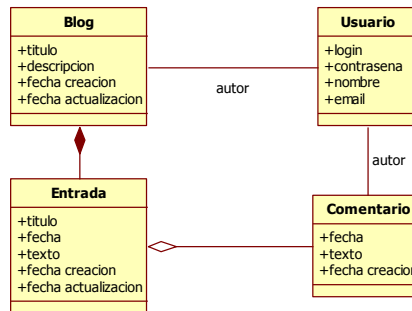 Blog
+titulo
+descripcion
+fecha creacion
+fecha actualizacion
Usuario
+login
+contrasena
+nombre
+email
autor
autor
Entrada
+titulo
+fecha
+texto
+fecha creacion
+fecha actualizacion
Comentario
+fecha
+texto
+fecha creacion